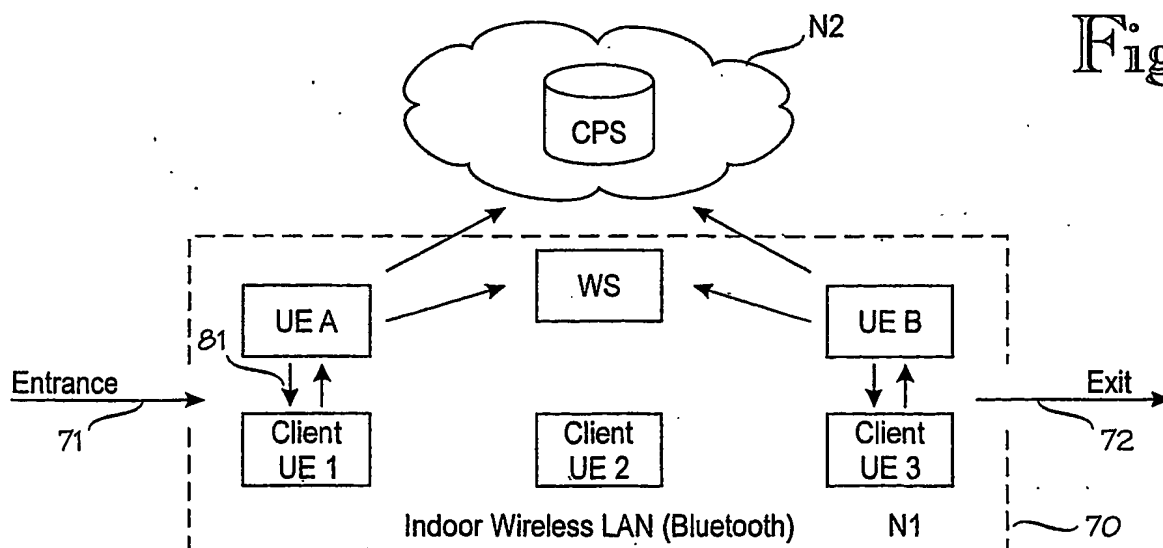 N2
Fig
CPS
WS
UE A
UE B
81
Entrance
Exit
71
72
Client
UE 1
Client
UE 2
Client
UE 3
Indoor Wireless LAN (Bluetooth)
N1
70